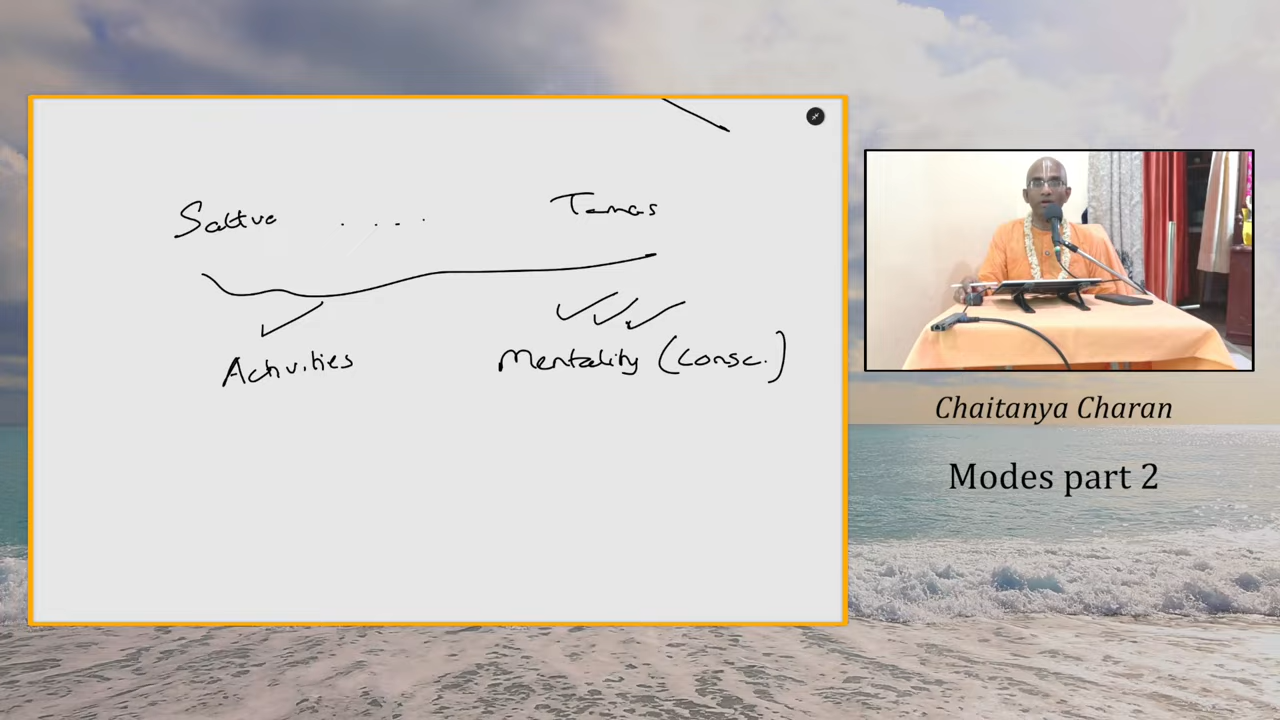 Sattva .... Tamas
Activities Mentality (Consc.)
Chaitanya Charan
Modes part 2